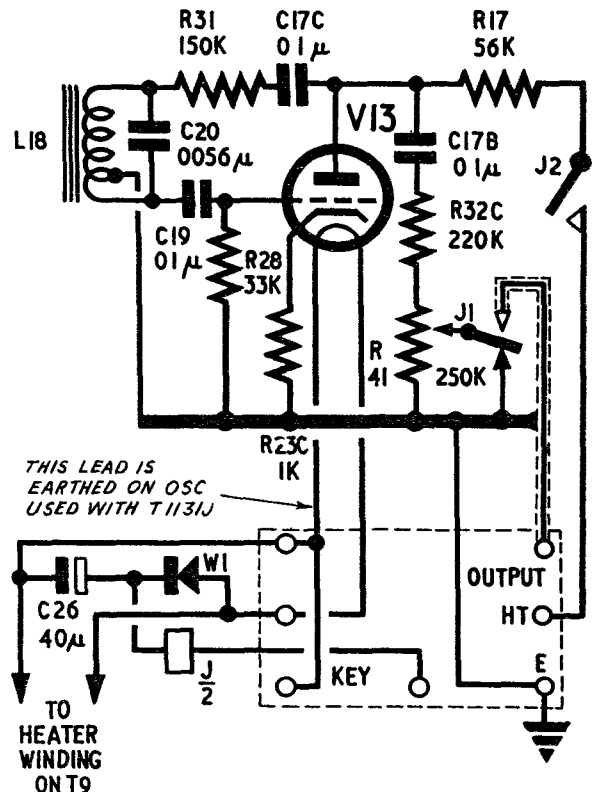 R31
150K
C17C
0.1μ
R17
56K
V13
L18
C20
0056μ
C17B
0.1μ
J2
C19
01μ
R28
33K
R32C
220K
J1
R
41
250K
R23C
1K
THIS LEAD IS
EARTHED ON OSC
USED WITH T1131J
W1
OUTPUT
C26
40μ
HT
J
2
KEY
E
TO
HEATER
WINDING
ON T9